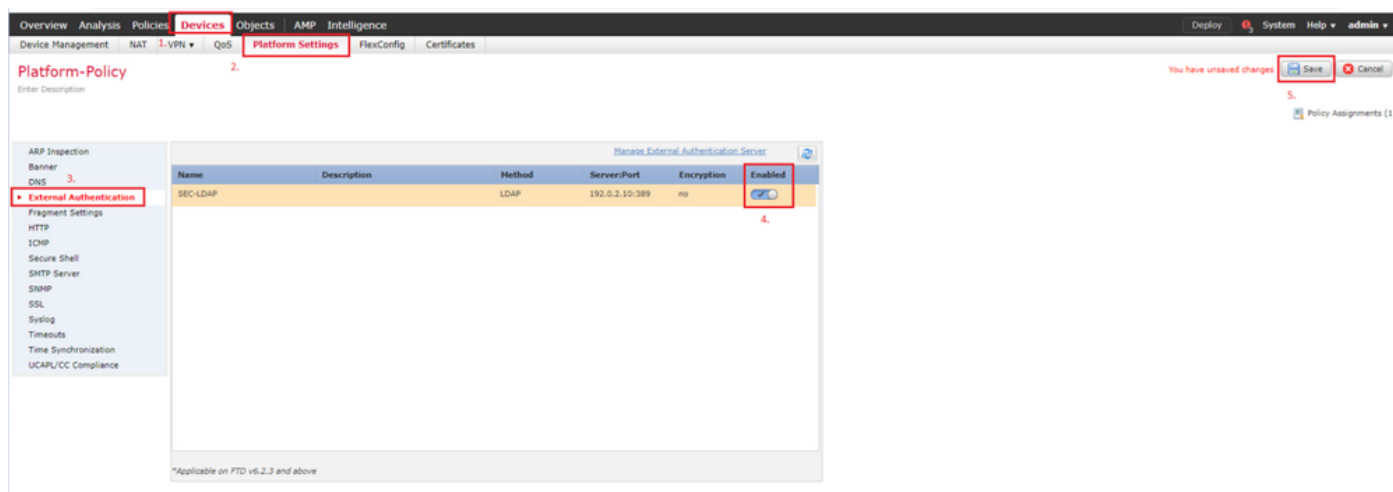 Overview Analysis Policies Devices Objects AMP Intelligence Deploy 3 System Help admin
Device Management NAT 1. VPN QoS Platform Settings FlexConfig Certificates
2.
Platform-Policy
Enter Description
You have unsaved changes Save Cancel
5.
Policy Assignments (1
Manage External Authentication Server
Name Description Method Server:Port Encryption Enabled
SEC-LDAP LDAP 192.0.2.10:389 no
4.
ARP Inspection
Banner
DNS 3.
External Authentication
Fragment Settings
HTTP
ICMP
Secure Shell
SMTP Server
SNMP
SSL
Syslog
Timeouts
Time Synchronization
UCAPL/CC Compliance
*Applicable on FTD v6.2.3 and above